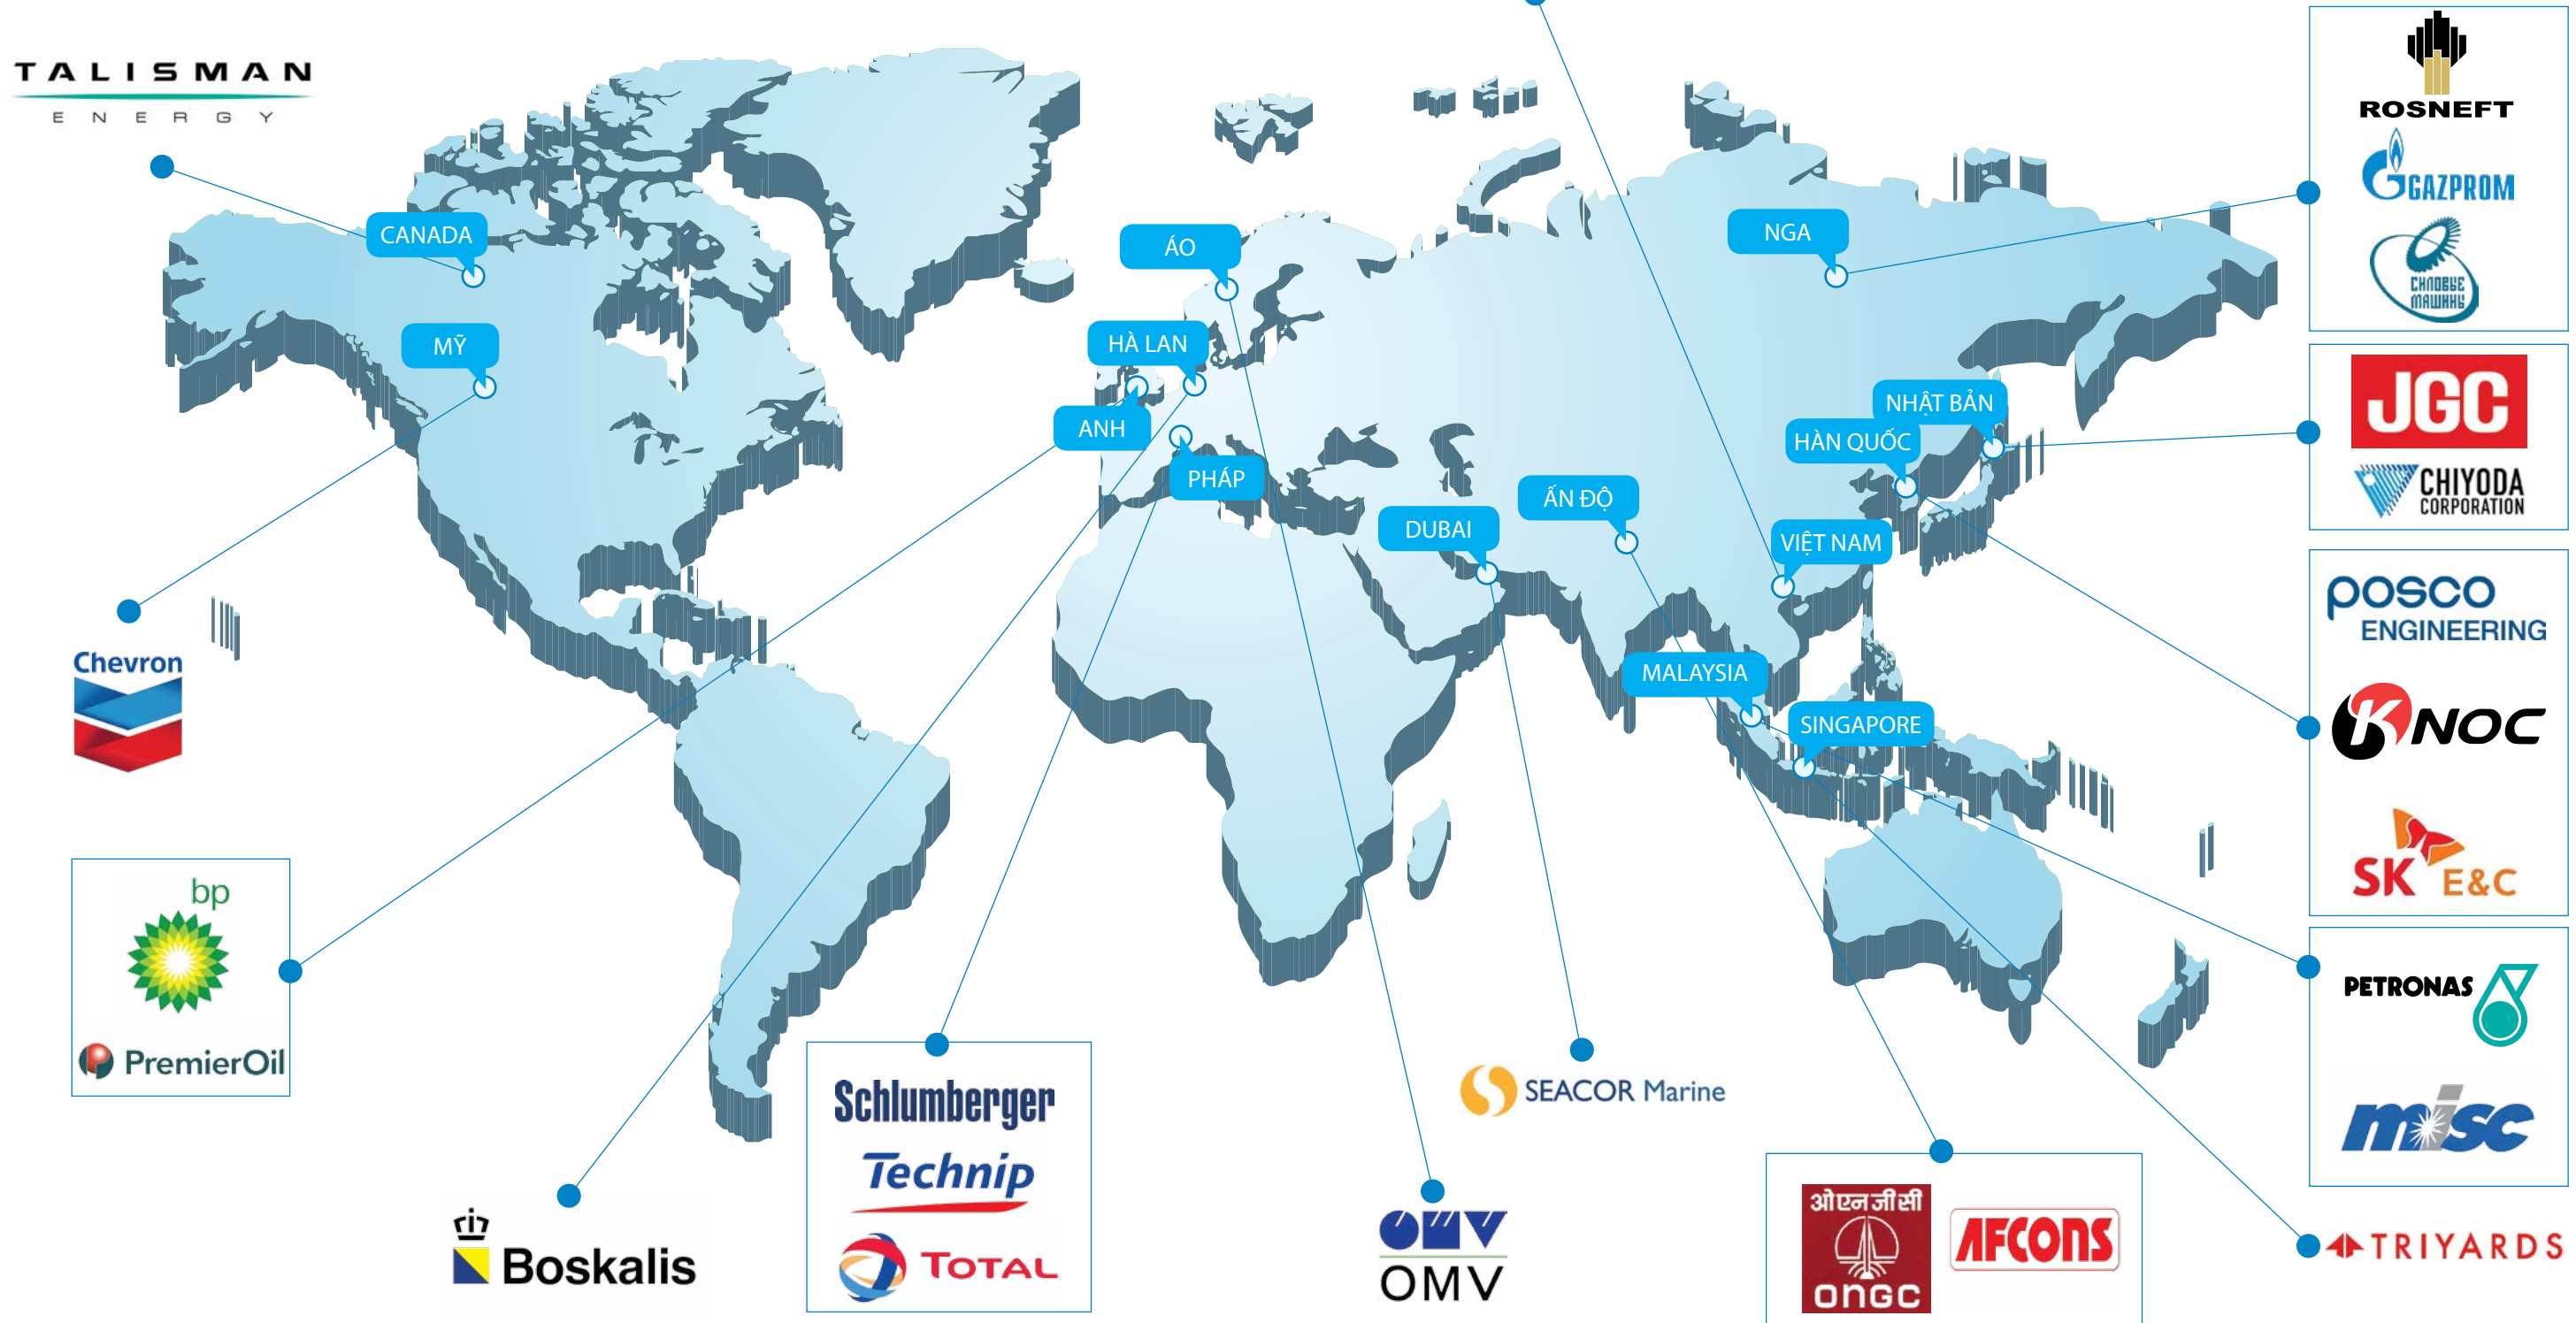 TALISMAN
ENERGY
ROSNEFT
GAZPROM
СИЛОВЫЕ
МАШИНЫ
CANADA
ÁO
NGA
MỸ
HÀ LAN
ANH
PHÁP
NHẬT BẢN
HÀN QUỐC
ẤN ĐỘ
DUBAI
VIỆT NAM
MALAYSIA
SINGAPORE
JGC
CHIYODA
CORPORATION
posco
ENGINEERING
KNOC
SK E&C
Chevron
bp
PremierOil
PETRONAS
misc
Schlumberger
Technip
TOTAL
SEACOR Marine
Boskalis
OMV
OMV
ओएनजीसी
ONGC
AFCONS
TRIYARDS